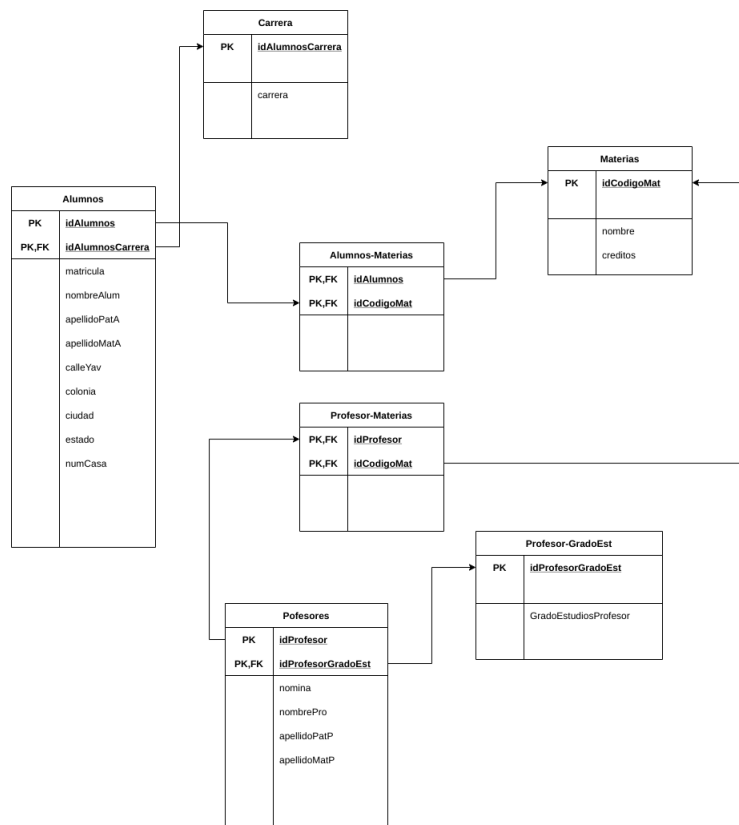 Carrera
PK idAlumnosCarrera
carrera
Materias
PK idCodigoMat
nombre
creditos
Alumnos
PK idAlumnos
PK,FK idAlumnosCarrera
matricula
nombreAlum
apellidoPatA
apellidoMatA
calleYav
colonia
ciudad
estado
numCasa
Alumnos-Materias
PK,FK idAlumnos
PK,FK idCodigoMat
Profesor-Materias
PK,FK idProfesor
PK,FK idCodigoMat
Profesor-GradoEst
PK idProfesorGradoEst
GradoEstudiosProfesor
Pofesores
PK idProfesor
PK,FK idProfesorGradoEst
nomina
nombrePro
apellidoPatP
apellidoMatP